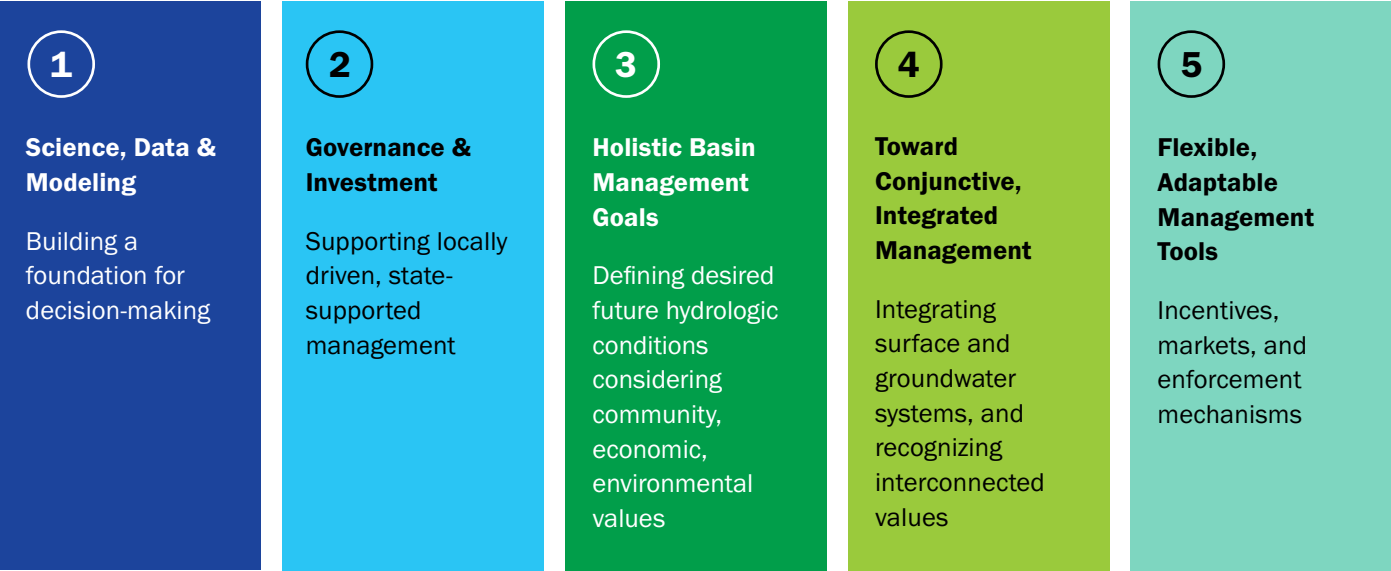 1
Science, Data &
Modeling
Building a
foundation for
decision-making
2
Governance &
Investment
Supporting locally
driven, state-
supported
management
3
Holistic Basin
Management
Goals
Defining desired
future hydrologic
conditions
considering
community,
economic,
environmental
values
4
Toward
Conjunctive,
Integrated
Management
Integrating
surface and
groundwater
systems, and
recognizing
interconnected
values
5
Flexible,
Adaptable
Management
Tools
Incentives,
markets, and
enforcement
mechanisms